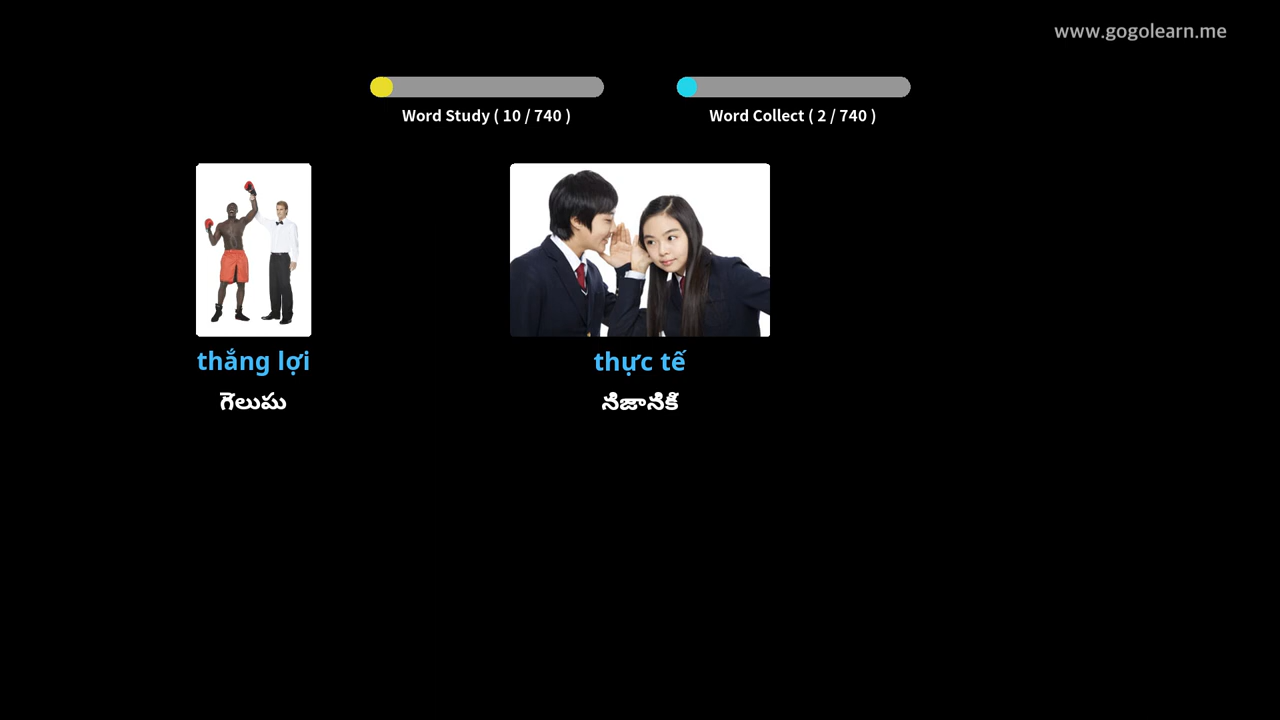 www.gogolearn.me
Word Study ( 10 / 740 )
Word Collect ( 2 / 740 )
thắng lợi
గెలుపు
thực tế
నిజానికి